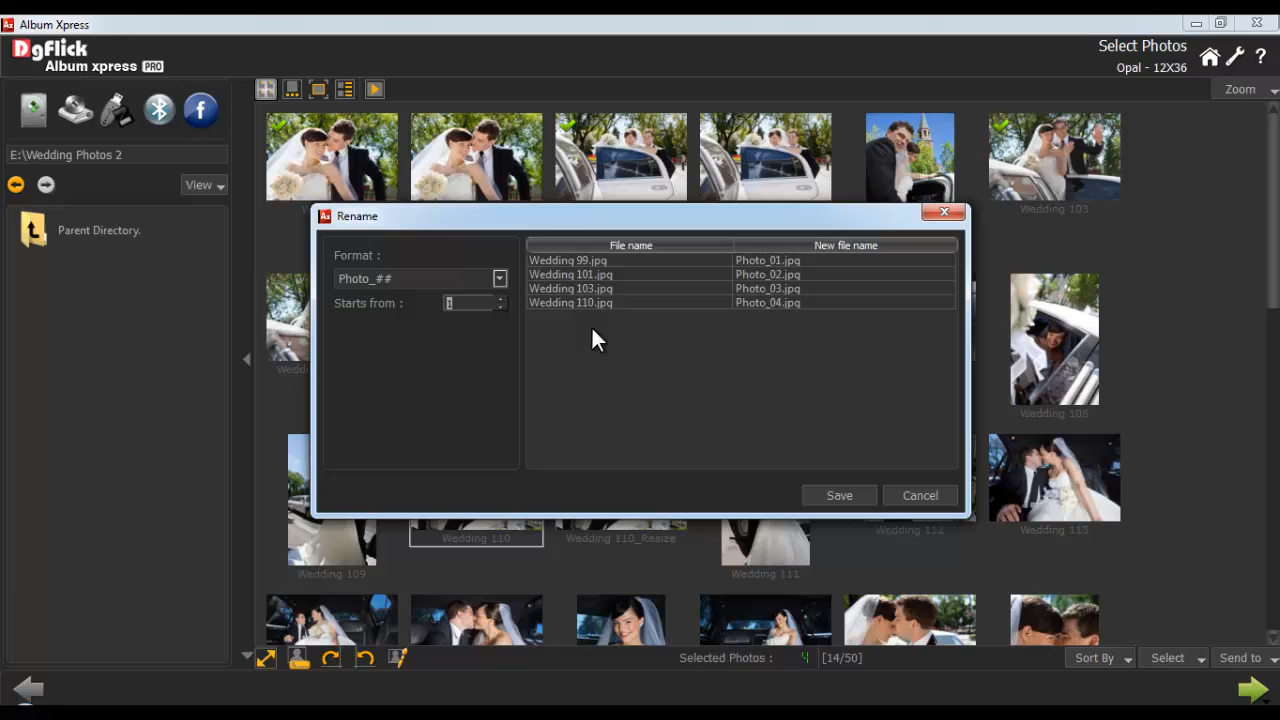 Album Xpress
DgFlick
Album xpress PRO
Select Photos
Opal - 12X36
Zoom
E:\Wedding Photos 2
View
Parent Directory.
Wedding 103
Rename
Format :
Photo_##
Starts from :
1
File name New file name
Wedding 99.jpg Photo_01.jpg
Wedding 101.jpg Photo_02.jpg
Wedding 103.jpg Photo_03.jpg
Wedding 110.jpg Photo_04.jpg
Save Cancel
Wedding 108
Wedding 109
Wedding 110
Wedding 110_Resize
Wedding 111
Wedding 112
Wedding 113
Selected Photos : 4 [14/50]
Sort By
Select
Send to